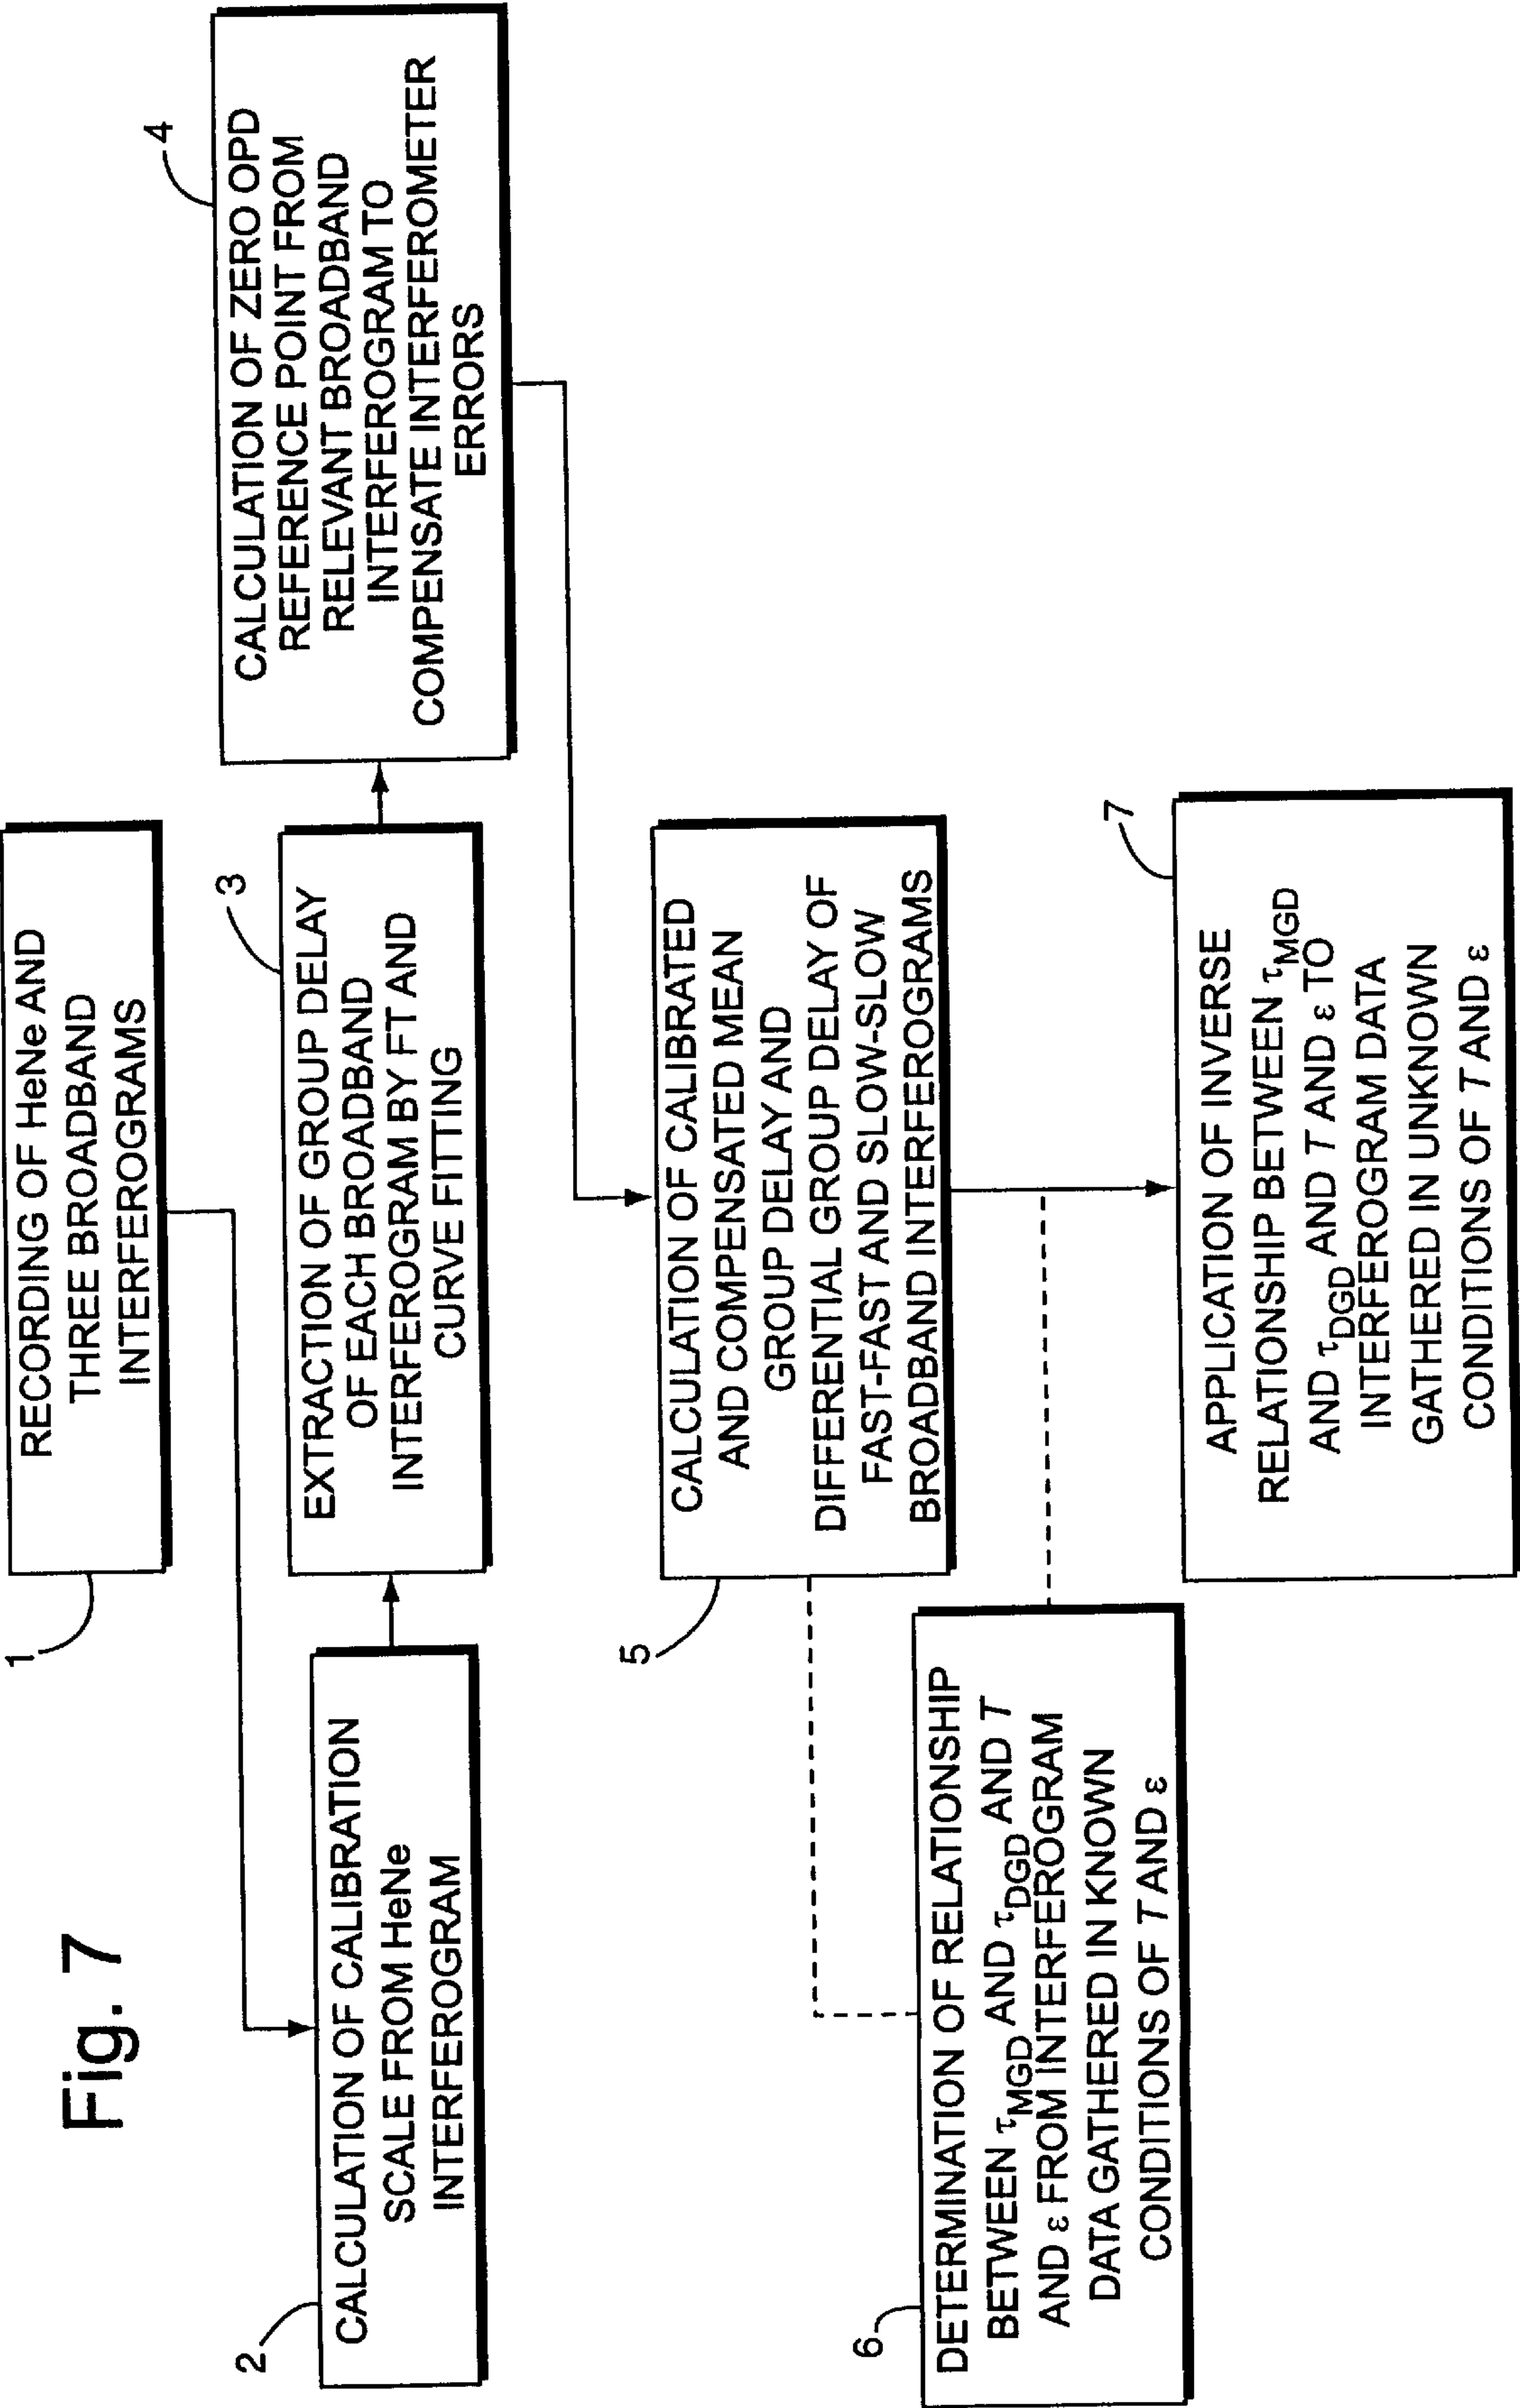 Fig. 7
1
RECORDING OF HeNe AND
THREE BROADBAND
INTERFEROGRAMS
2
CALCULATION OF CALIBRATION
SCALE FROM HeNe
INTERFEROGRAM
3
EXTRACTION OF GROUP DELAY
OF EACH BROADBAND
INTERFEROGRAM BY FT AND
CURVE FITTING
4
CALCULATION OF ZERO OPD
REFERENCE POINT FROM
RELEVANT BROADBAND
INTERFEROGRAM TO
COMPENSATE INTERFEROMETER
ERRORS
5
CALCULATION OF CALIBRATED
AND COMPENSATED MEAN
GROUP DELAY AND
DIFFERENTIAL GROUP DELAY OF
FAST-FAST AND SLOW-SLOW
BROADBAND INTERFEROGRAMS
6
DETERMINATION OF RELATIONSHIP
BETWEEN τMGD AND τDGD AND T
AND ε FROM INTERFEROGRAM
DATA GATHERED IN KNOWN
CONDITIONS OF T AND ε
7
APPLICATION OF INVERSE
RELATIONSHIP BETWEEN τMGD
AND τDGD AND T AND ε TO
INTERFEROGRAM DATA
GATHERED IN UNKNOWN
CONDITIONS OF T AND ε